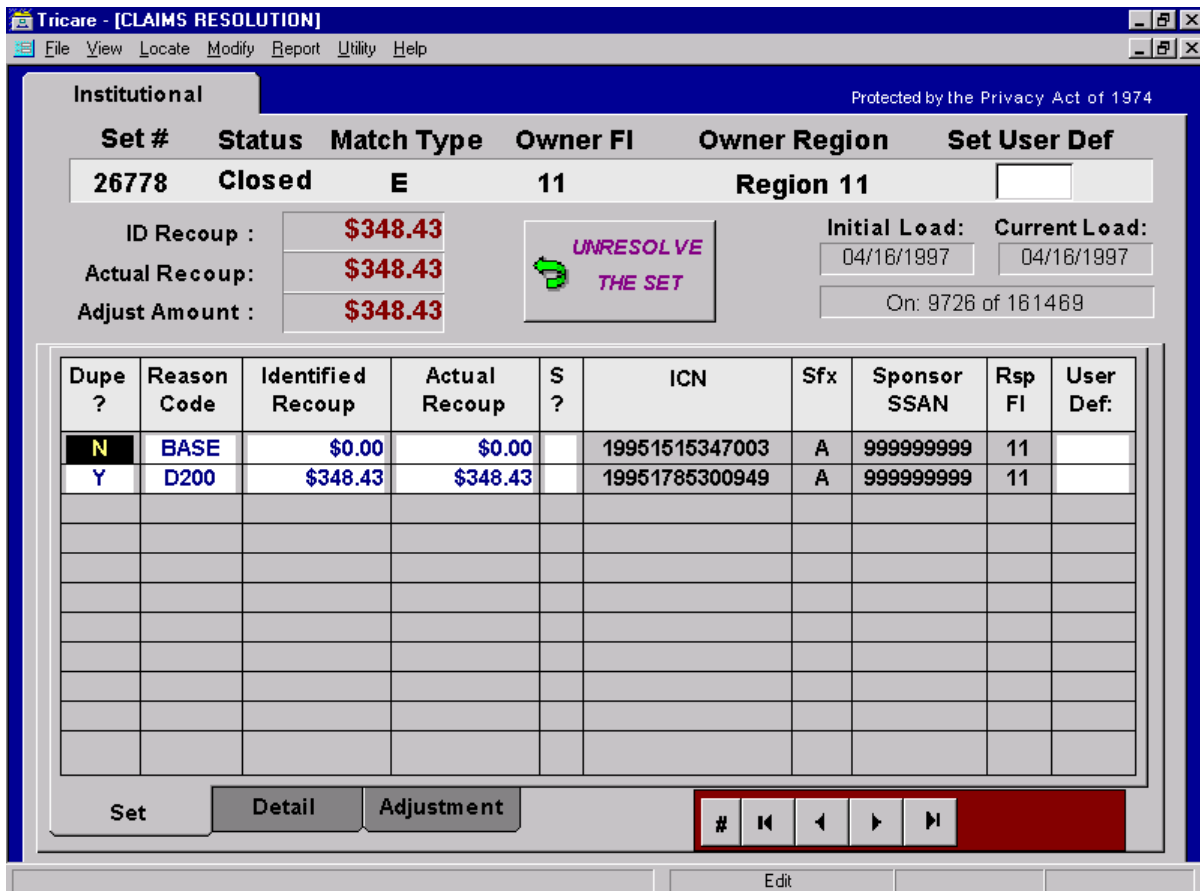 Tricare - [CLAIMS RESOLUTION]
File View Locate Modify Report Utility Help
Institutional
Protected by the Privacy Act of 1974
Set # Status Match Type Owner FI Owner Region Set User Def
26778 Closed E 11 Region 11
ID Recoup : $348.43
Actual Recoup: $348.43
Adjust Amount : $348.43
UNRESOLVE
THE SET
Initial Load: Current Load:
04/16/1997 04/16/1997
On: 9726 of 161469
Dupe Reason Identified Actual S ICN Sfx Sponsor Rsp User
? Code Recoup Recoup ? SSAN FI Def:
N BASE $0.00 $0.00 19951515347003 A 999999999 11
Y D200 $348.43 $348.43 19951785300949 A 999999999 11
Set Detail Adjustment
#
Edit